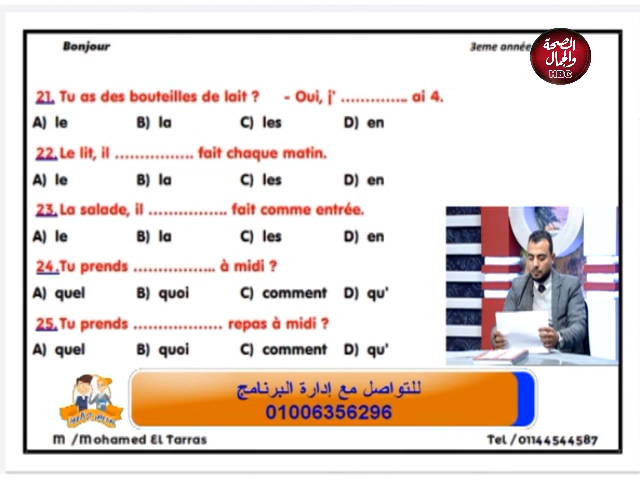 Bonjour
3eme année
الصحة
والجمال
HBC
21. Tu as des bouteilles de lait ? - Oui, j' ………….. ai 4.
A) le B) la C) les D) en
22. Le lit, il ……………. fait chaque matin.
A) le B) la C) les D) en
23. La salade, il ……………. fait comme entrée.
A) le B) la C) les D) en
24. Tu prends …………….. à midi ?
A) quel B) quoi C) comment D) qu'
25. Tu prends ……………… repas à midi ?
A) quel B) quoi C) comment D) qu'
للتواصل مع إدارة البرنامج
01006356296
M /Mohamed El Tarras
Tel /01144544587